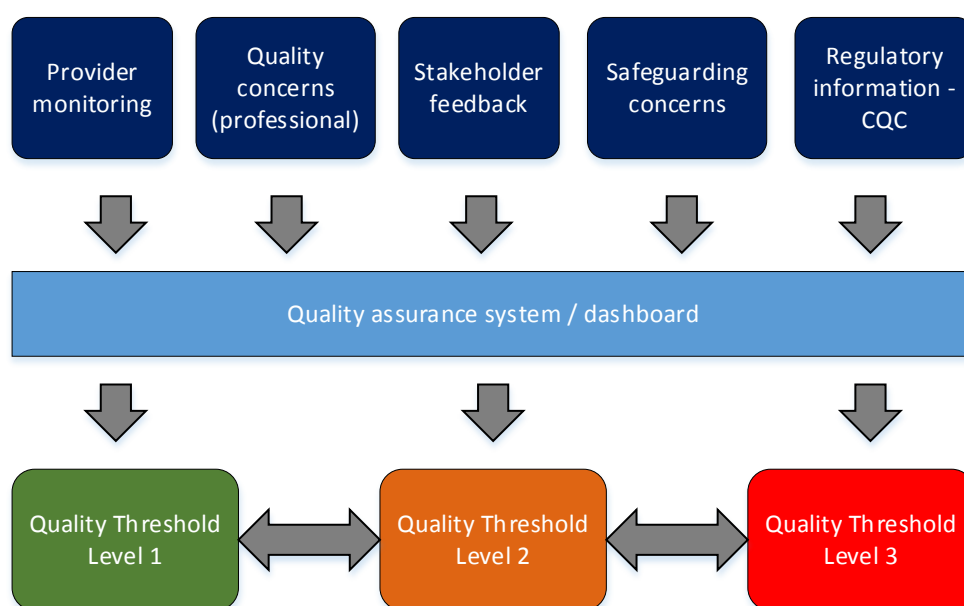 Provider
monitoring
Quality
concerns
(professional)
Stakeholder
feedback
Safeguarding
concerns
Regulatory
information -
CQC
Quality assurance system / dashboard
Quality Threshold
Level 1
Quality Threshold
Level 2
Quality Threshold
Level 3